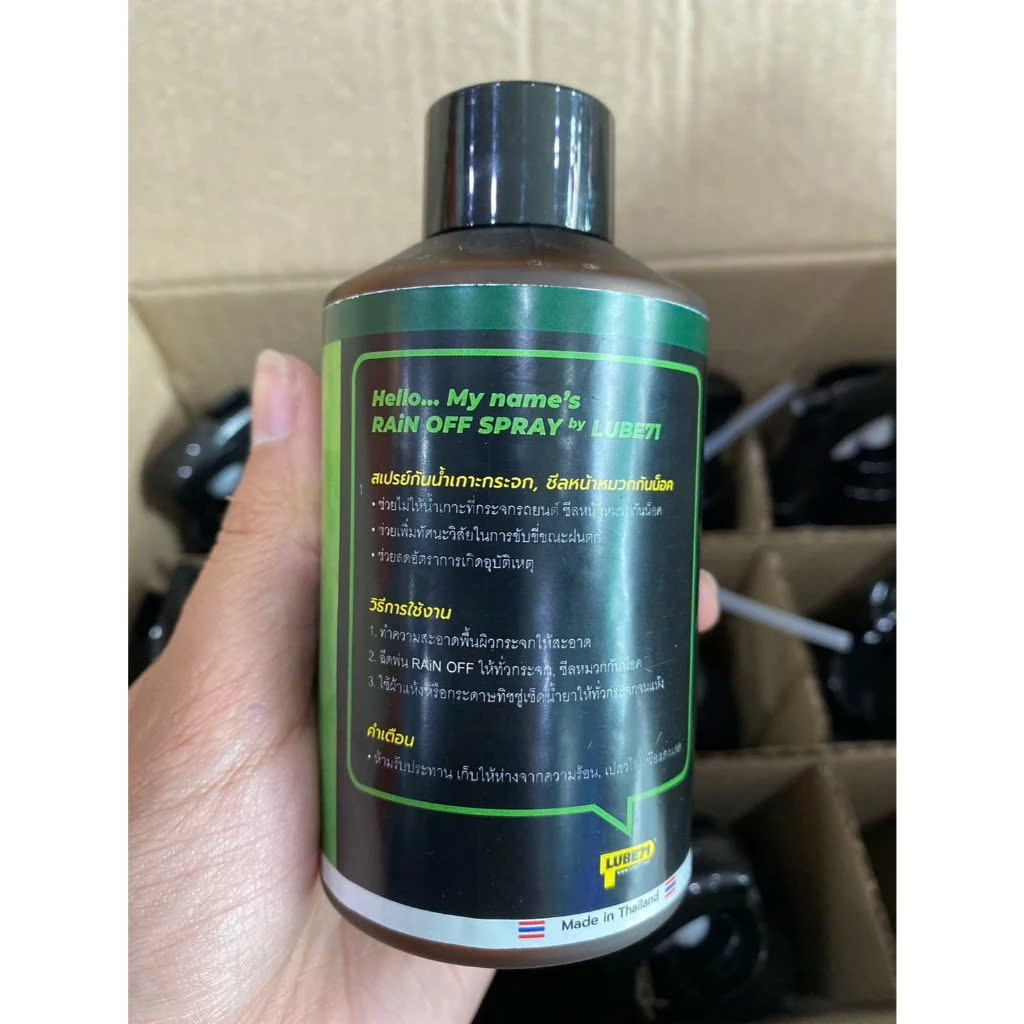 Hello... My name's
RAiN OFF SPRAY by LUBE71
สเปรย์กันน้ำเกาะกระจก, ชีลหน้าหมวกกันน็อค
• ช่วยไม่ให้น้ำเกาะที่กระจกรถยนต์ ชีลหน้าหมวกกันน็อค
• ช่วยเพิ่มทัศนะวิสัยในการขับขี่ขณะฝนตก
• ช่วยลดอัตราการเกิดอุบัติเหตุ
วิธีการใช้งาน
1. ทำความสะอาดพื้นผิวกระจกให้สะอาด
2. ฉีดพ่น RAiN OFF ให้ทั่วกระจก, ชีลหมวกกันน็อค
3. ใช้ผ้าแห้งหรือกระดาษทิชชู่เช็ดน้ำยาให้ทั่วกระจกจนแห้ง
คำเตือน
• ห้ามรับประทาน เก็บให้ห่างจากความร้อน, เปลวไฟ
LUBE71
Made in Thailand